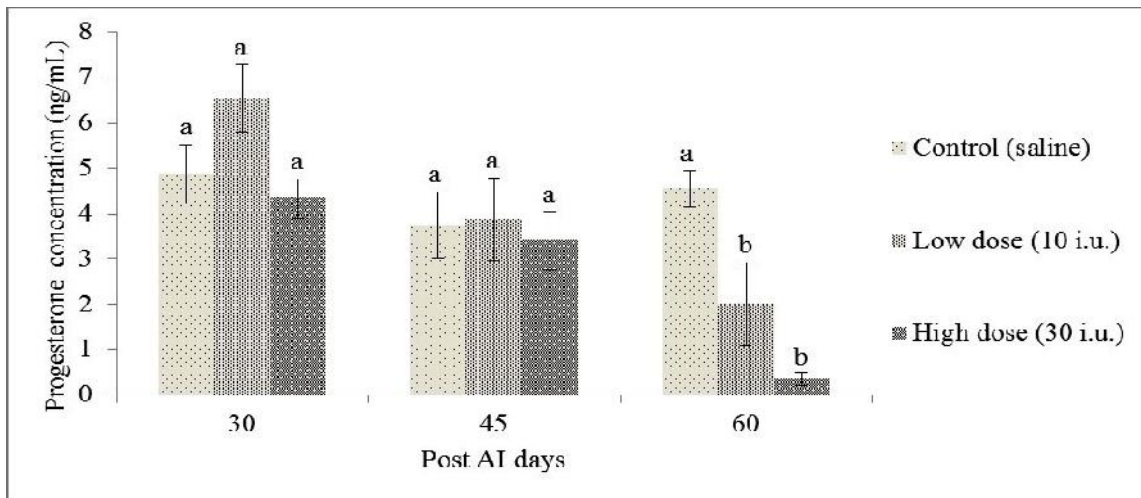 Progesterone concentration (ng/mL)
8
7
6
5
4
3
2
1
0
a
a
a
a
a
a
a
b
b
30
45
60
Post AI days
Control (saline)
Low dose (10 i.u.)
High dose (30 i.u.)